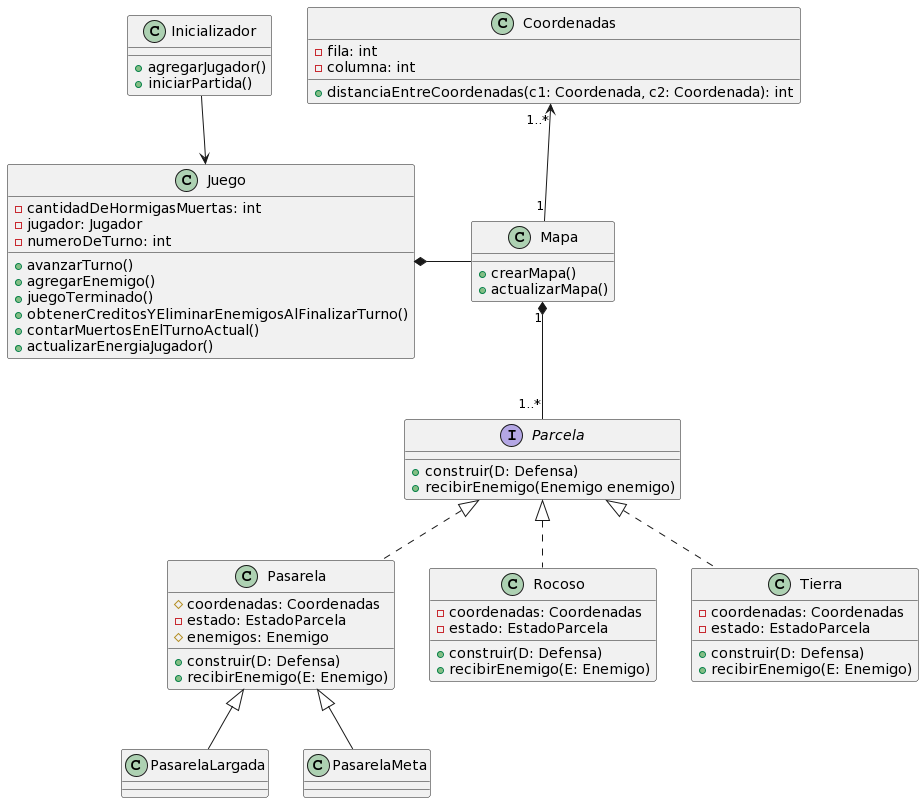 C Inicializador
agregarJugador()
iniciarPartida()
C Coordenadas
fila: int
columna: int
distanciaEntreCoordenadas(c1: Coordenada, c2: Coordenada): int
1..*
1
C Juego
cantidadDeHormigasMuertas: int
jugador: Jugador
numeroDeTurno: int
avanzarTurno()
agregarEnemigo()
juegoTerminado()
obtenerCreditosYEliminarEnemigosAlFinalizarTurno()
contarMuertosEnElTurnoActual()
actualizarEnergiaJugador()
C Mapa
crearMapa()
actualizarMapa()
1
1..*
I Parcela
construir(D: Defensa)
recibirEnemigo(Enemigo enemigo)
C Pasarela
coordenadas: Coordenadas
estado: EstadoParcela
enemigos: Enemigo
construir(D: Defensa)
recibirEnemigo(E: Enemigo)
C Rocoso
coordenadas: Coordenadas
estado: EstadoParcela
construir(D: Defensa)
recibirEnemigo(E: Enemigo)
C Tierra
coordenadas: Coordenadas
estado: EstadoParcela
construir(D: Defensa)
recibirEnemigo(E: Enemigo)
C PasarelaLargada
C PasarelaMeta